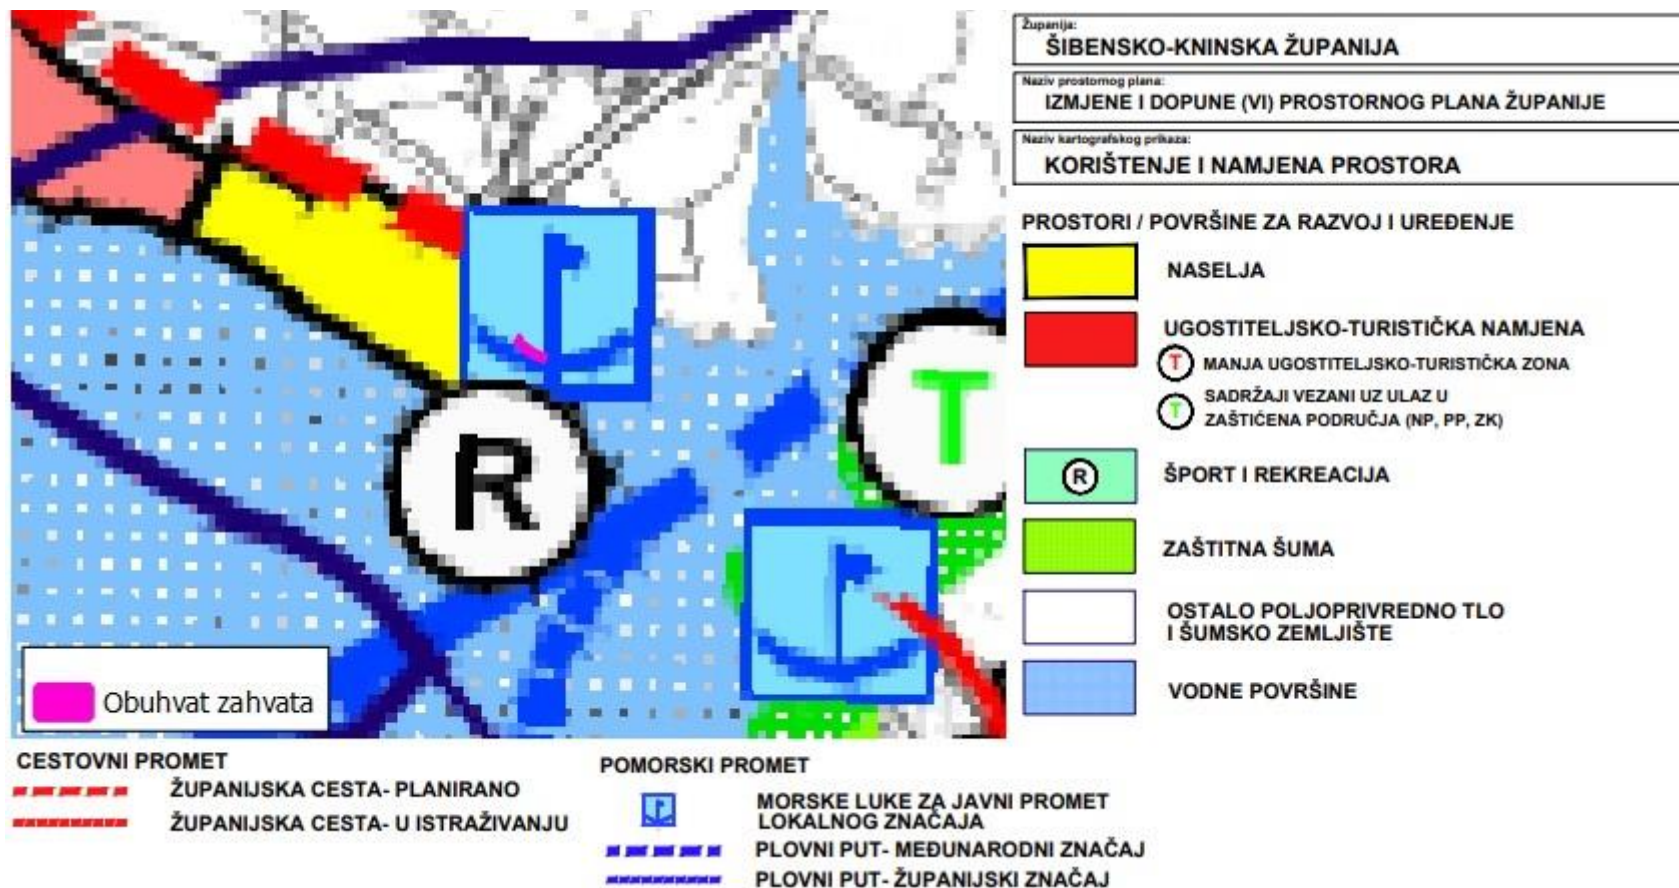 Županija:
ŠIBENSKO-KNINSKA ŽUPANIJA
Naziv prostornog plana:
IZMJENE I DOPUNE (VI) PROSTORNOG PLANA ŽUPANIJE
Naziv kartografskog prikaza:
KORIŠTENJE I NAMJENA PROSTORA
PROSTORI / POVRŠINE ZA RAZVOJ I UREĐENJE
NASELJA
UGOSTITELJSKO-TURISTIČKA NAMJENA
T MANJA UGOSTITELJSKO-TURISTIČKA ZONA
T SADRŽAJI VEZANI UZ ULAZ U
ZAŠTIĆENA PODRUČJA (NP, PP, ZK)
R ŠPORT I REKREACIJA
ZAŠTITNA ŠUMA
OSTALO POLJOPRIVREDNO TLO
I ŠUMSKO ZEMLJIŠTE
VODNE POVRŠINE
T
R
Obuhvat zahvata
CESTOVNI PROMET
ŽUPANIJSKA CESTA- PLANIRANO
ŽUPANIJSKA CESTA- U ISTRAŽIVANJU
POMORSKI PROMET
MORSKE LUKE ZA JAVNI PROMET
LOKALNOG ZNAČAJA
PLOVNI PUT- MEĐUNARODNI ZNAČAJ
PLOVNI PUT- ŽUPANIJSKI ZNAČAJ